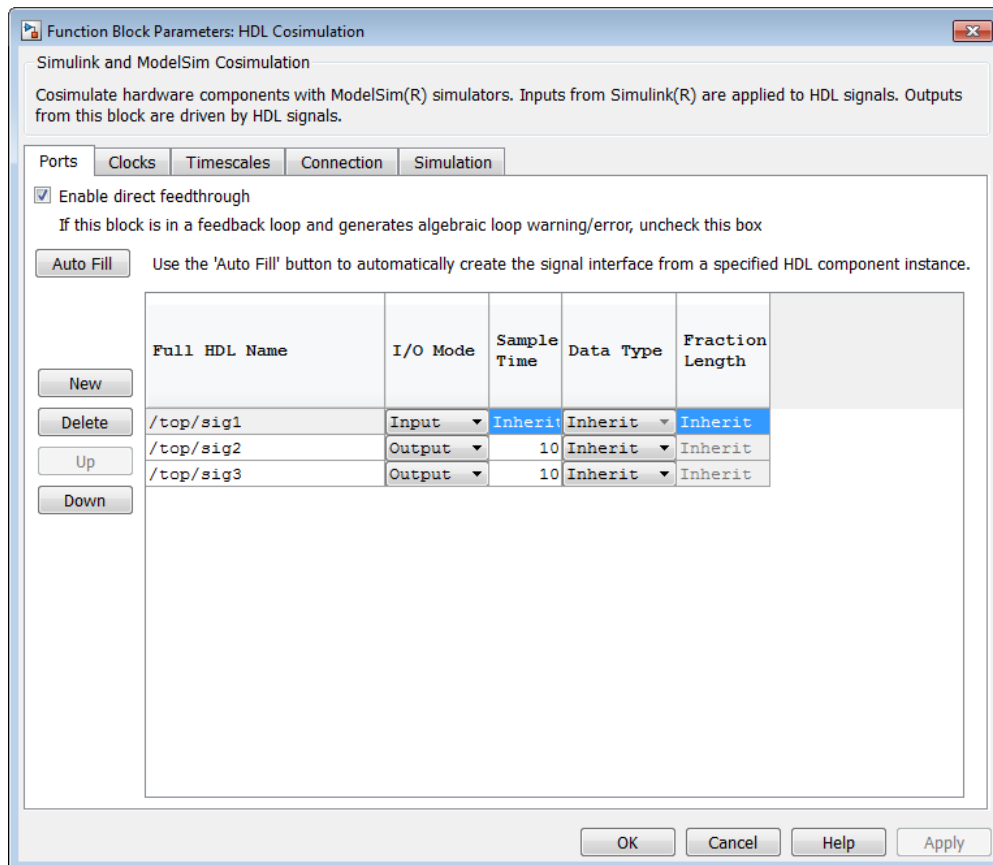 Function Block Parameters: HDL Cosimulation
Simulink and ModelSim Cosimulation
Cosimulate hardware components with ModelSim(R) simulators. Inputs from Simulink(R) are applied to HDL signals. Outputs
from this block are driven by HDL signals.
Ports Clocks Timescales Connection Simulation
Enable direct feedthrough
If this block is in a feedback loop and generates algebraic loop warning/error, uncheck this box
Auto Fill Use the 'Auto Fill' button to automatically create the signal interface from a specified HDL component instance.
Full HDL Name I/O Mode Sample Time Data Type Fraction Length
New
Delete /top/sig1 Input Inherit Inherit Inherit
/top/sig2 Output 10 Inherit Inherit
Up
/top/sig3 Output 10 Inherit Inherit
Down
OK Cancel Help Apply